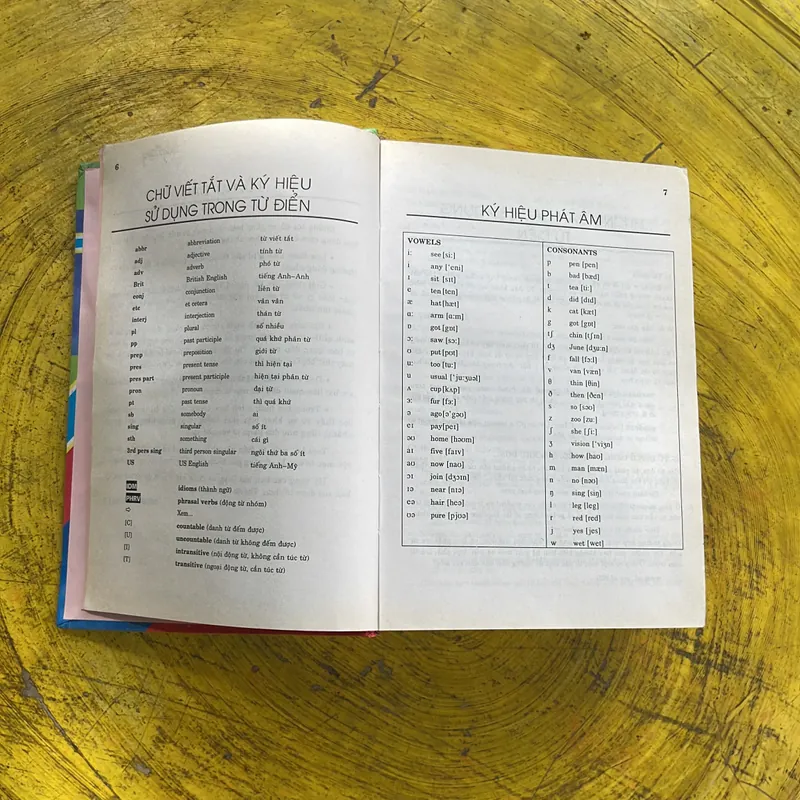 6
CHỮ VIẾT TẮT VÀ KÝ HIỆU
SỬ DỤNG TRONG TỪ ĐIỂN
abbr abbreviation từ viết tắt
adj adjective tính từ
adv adverb phó từ
Brit British English tiếng Anh-Anh
conj conjunction liên từ
etc et cetera vân vân
interj interjection thán từ
pl plural số nhiều
pp past participle quá khứ phân từ
prep preposition giới từ
pres present tense thì hiện tại
pres part present participle hiện tại phân từ
pron pronoun đại từ
pt past tense thì quá khứ
sb somebody ai
sing singular số ít
sth something cái gì
3rd pers sing third person singular ngôi thứ ba số ít
US US English tiếng Anh-Mỹ
IDM idioms (thành ngữ)
PHRV phrasal verbs (động từ nhóm)
⇨ Xem...
[C] countable (danh từ đếm được)
[U] uncountable (danh từ không đếm được)
[I] intransitive (nội động từ, không cần túc từ)
[T] transitive (ngoại động từ, cần túc từ)
7
KÝ HIỆU PHÁT ÂM
VOWELS
i: see [si:]
i any ['eni]
ɪ sit [sɪt]
e ten [ten]
æ hat [hæt]
ɑ: arm [ɑ:m]
ɒ got [gɒt]
ɔ: saw [sɔ:]
ʊ put [pʊt]
u: too [tu:]
u usual ['ju:ʒuəl]
ʌ cup [kʌp]
ɜ: fur [fɜ:]
ə ago [ə'gəʊ]
eɪ pay [peɪ]
əʊ home [həʊm]
aɪ five [faɪv]
aʊ now [naʊ]
ɔɪ join [dʒɔɪn]
ɪə near [nɪə]
eə hair [heə]
ʊə pure [pjʊə]
CONSONANTS
p pen [pen]
b bad [bæd]
t tea [ti:]
d did [dɪd]
k cat [kæt]
g got [gɒt]
tʃ chin [tʃɪn]
dʒ June [dʒu:n]
f fall [fɔ:l]
v van [væn]
θ thin [θɪn]
ð then [ðen]
s so [səʊ]
z zoo [zu:]
ʃ she [ʃi:]
ʒ vision ['vɪʒn]
h how [haʊ]
m man [mæn]
n no [nəʊ]
ŋ sing [sɪŋ]
l leg [leg]
r red [red]
j yes [jes]
w wet [wet]